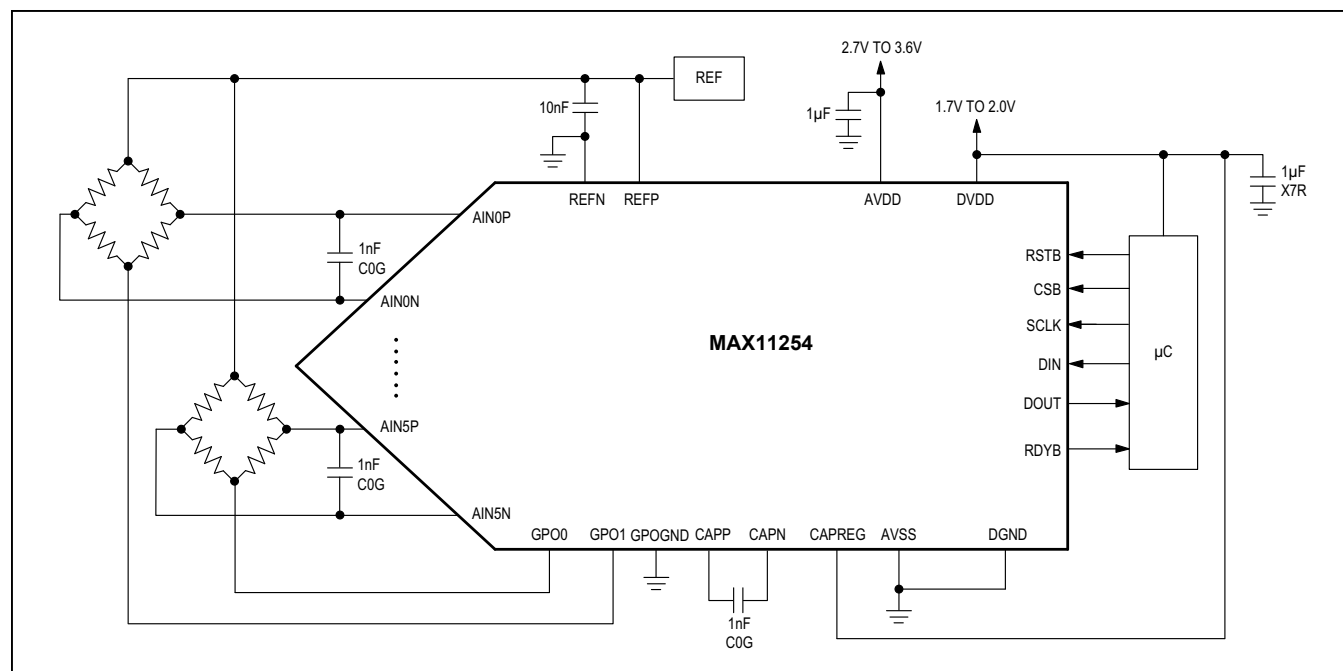 2.7V TO 3.6V
REF
10nF
1µF
1.7V TO 2.0V
1µF
X7R
REFN
REFP
AVDD
DVDD
AIN0P
1nF
C0G
AIN0N
RSTB
CSB
SCLK
DIN
DOUT
RDYB
µC
MAX11254
AIN5P
1nF
C0G
AIN5N
GPO0
GPO1
GPOGND
CAPP
CAPN
CAPREG
AVSS
DGND
1nF
C0G